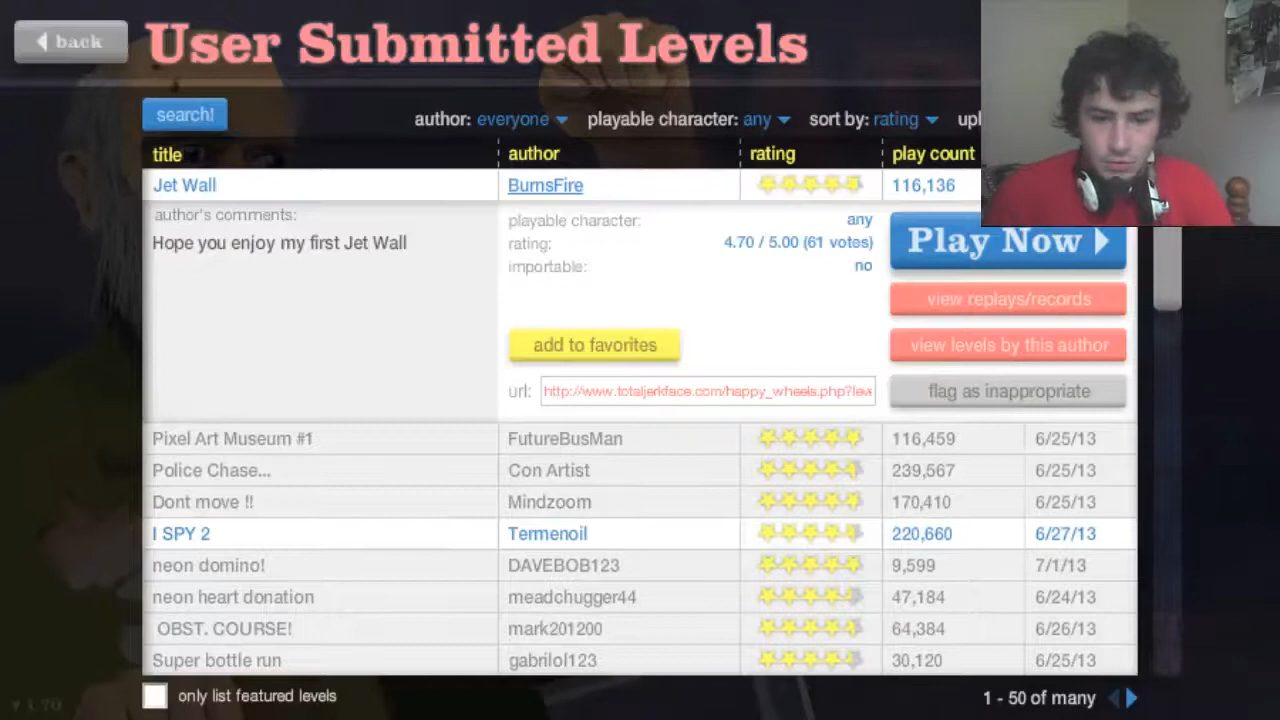 back
User Submitted Levels
search!
author: everyone playable character: any sort by: rating upl
title author rating play count
Jet Wall BurnsFire 116,136
author's comments:
Hope you enjoy my first Jet Wall
playable character: any
rating: 4.70 / 5.00 (61 votes)
importable: no
add to favorites
url: http://www.totaljerkface.com/happy_wheels.php?leve
Play Now
view replays/records
view levels by this author
flag as inappropriate
Pixel Art Museum #1 FutureBusMan 116,459 6/25/13
Police Chase... Con Artist 239,567 6/25/13
Dont move !! Mindzoom 170,410 6/25/13
I SPY 2 Termenoil 220,660 6/27/13
neon domino! DAVEBOB123 9,599 7/1/13
neon heart donation meadchugger44 47,184 6/24/13
OBST. COURSE! mark201200 64,384 6/26/13
Super bottle run gabrilol123 30,120 6/25/13
only list featured levels
1 - 50 of many
v 1.70